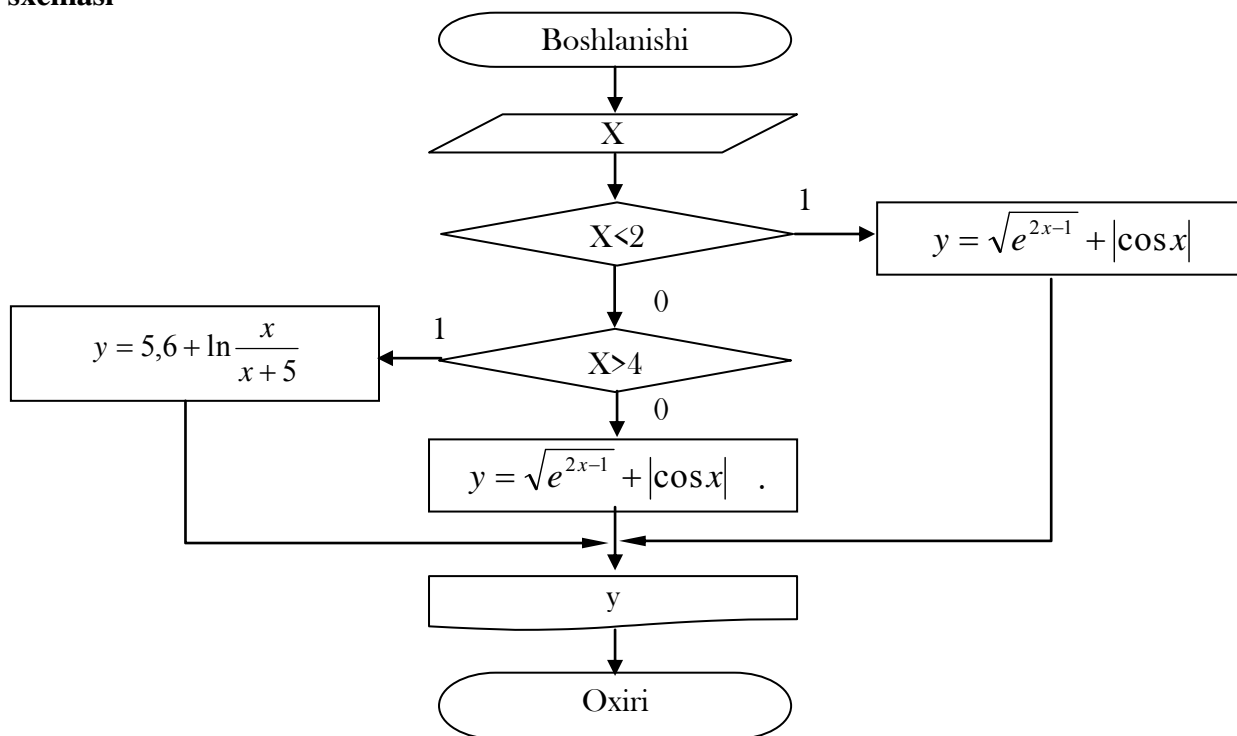 sxemasi
Boshlanishi
X
X<2
1
y = √e^{2x−1} + |cos x|
0
X>4
1
y = 5,6 + ln x/(x + 5)
0
y = √e^{2x−1} + |cos x| .
y
Oxiri